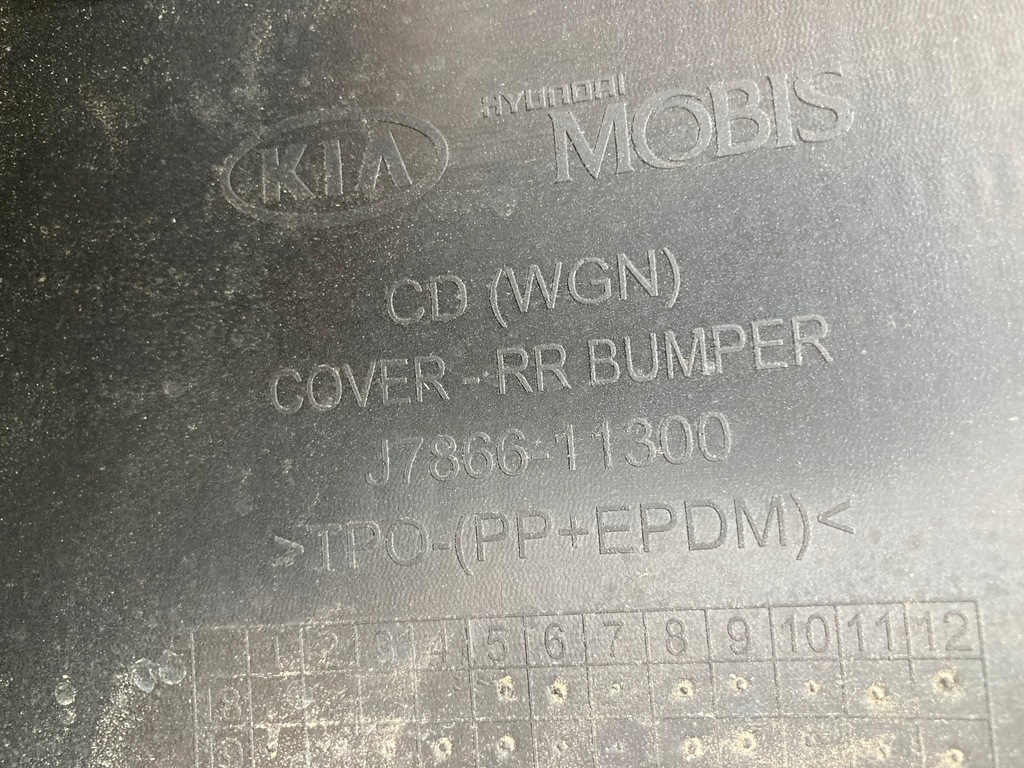 KIA
HYUNDAI
MOBIS
CD (WGN)
COVER - RR BUMPER
J7866-11300
>TPO-(PP+EPDM)<
1 2 3 4 5 6 7 8 9 10 11 12
18